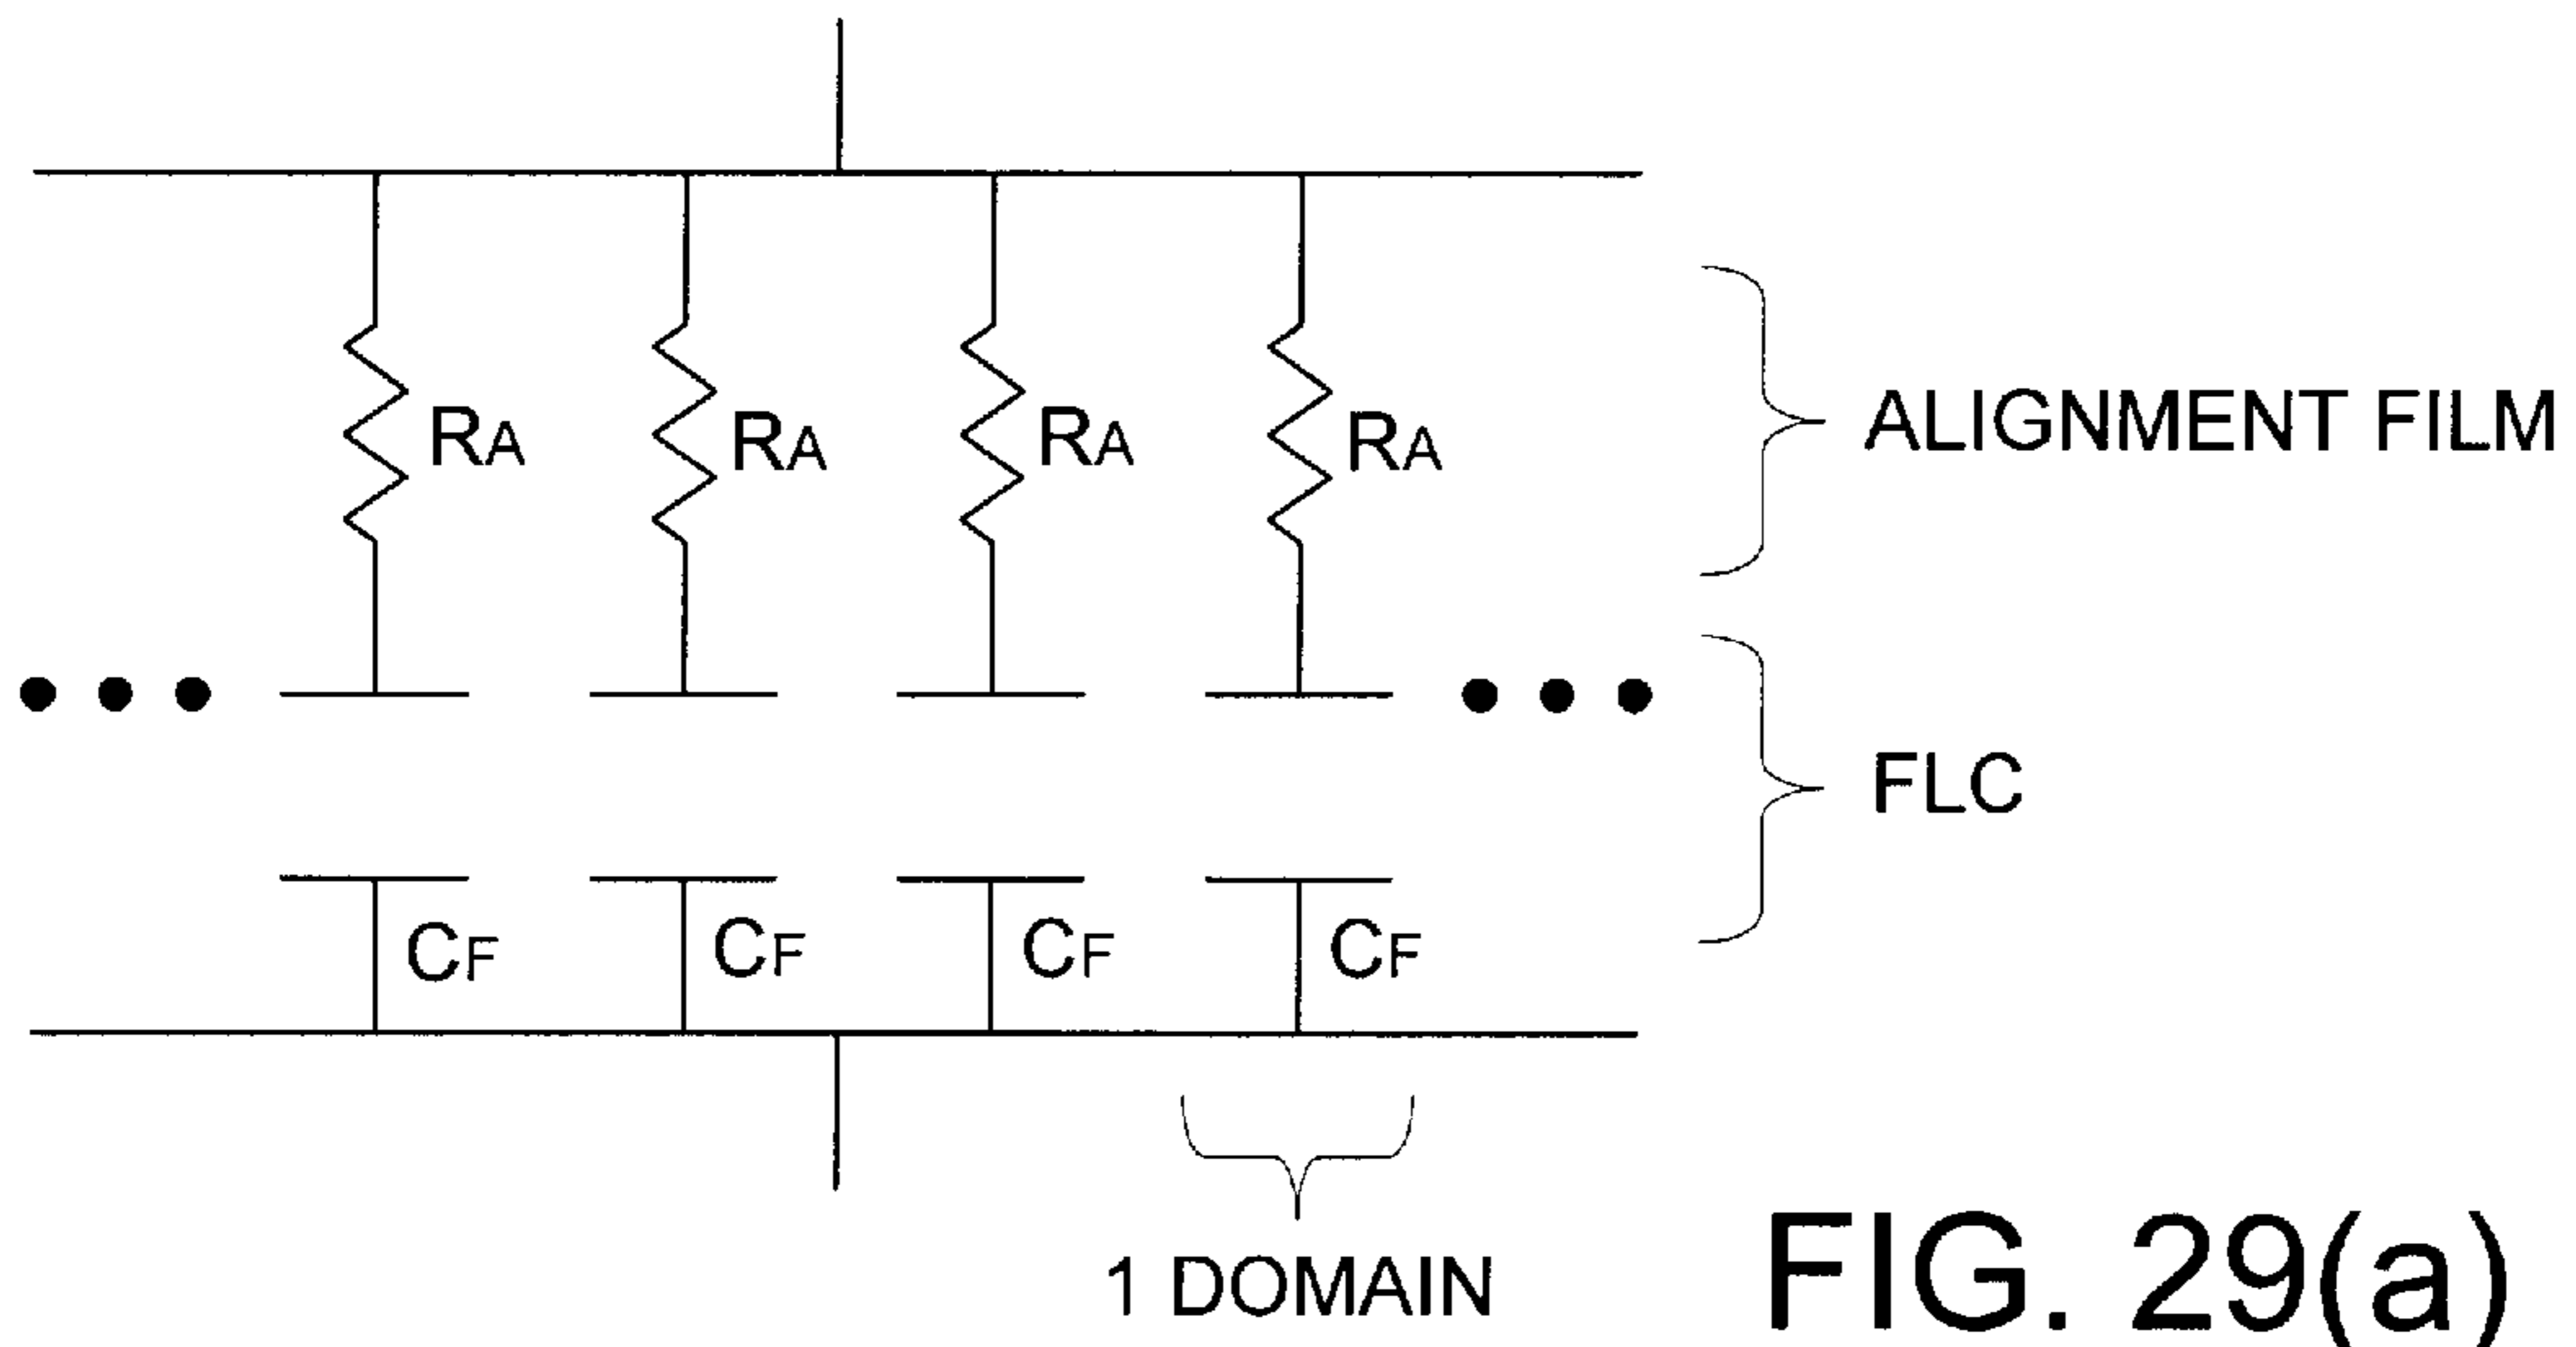 RA RA RA RA
ALIGNMENT FILM
FLC
CF CF CF CF
1 DOMAIN
FIG. 29(a)